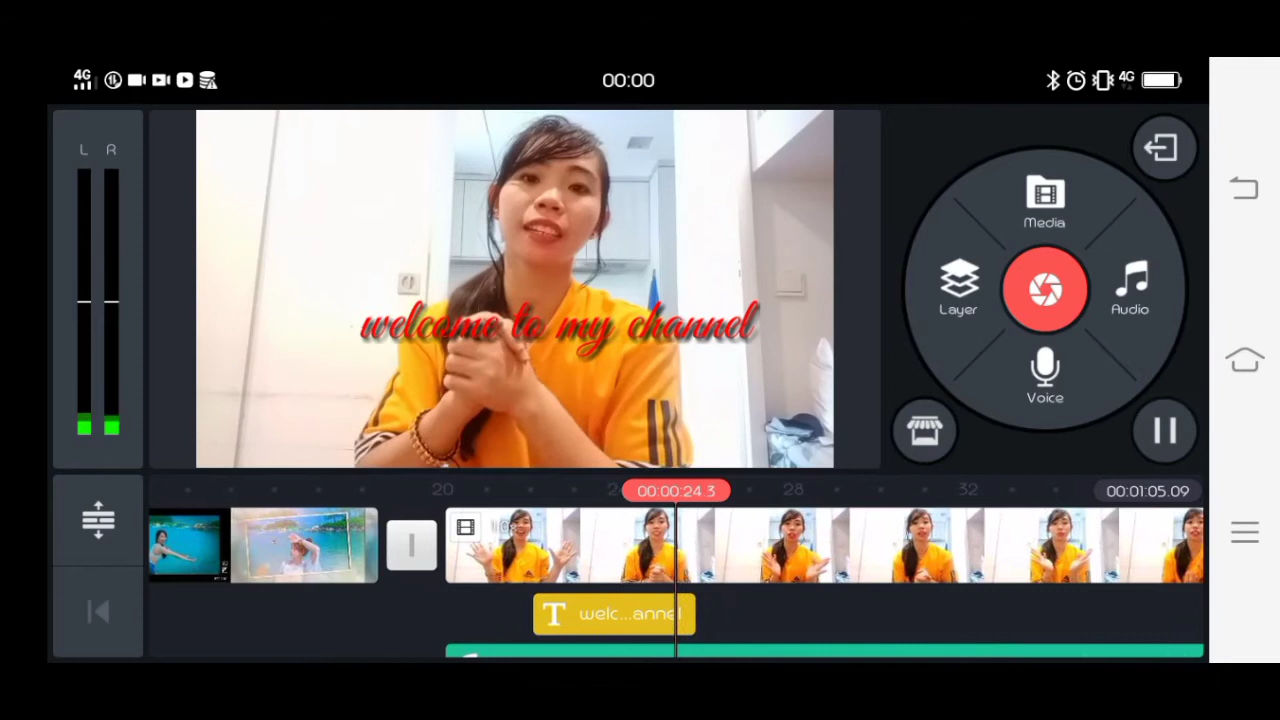 4G
00:00
4G
L R
Media
welcome to my channel
Layer
Audio
Voice
20
00:00:24.3
28
32
00:01:05.09
welc...annel